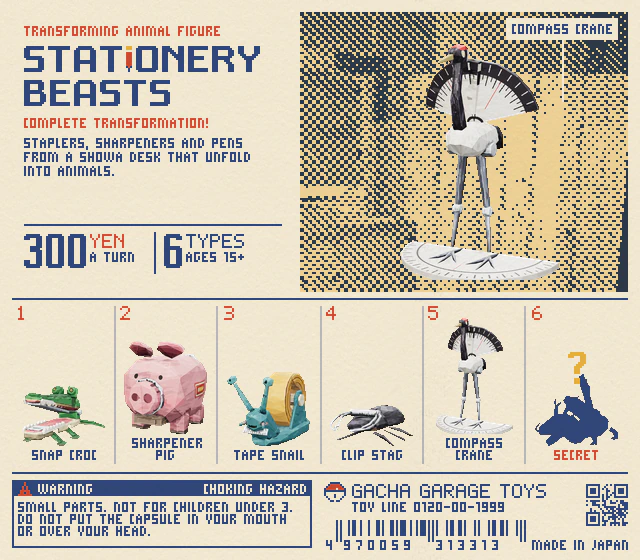 TRANSFORMING ANIMAL FIGURE
STATIONERY
BEASTS
COMPLETE TRANSFORMATION!
STAPLERS, SHARPENERS AND PENS
FROM A SHOWA DESK THAT UNFOLD
INTO ANIMALS.
300 YEN A TURN
6 TYPES AGES 15+
COMPASS CRANE
1
SNAP CROC
2
SHARPENER
PIG
3
TAPE SNAIL
4
CLIP STAG
5
COMPASS
CRANE
6
?
SECRET
WARNING CHOKING HAZARD
SMALL PARTS. NOT FOR CHILDREN UNDER 3.
DO NOT PUT THE CAPSULE IN YOUR MOUTH
OR OVER YOUR HEAD.
GACHA GARAGE TOYS
TOY LINE 0120-00-1999
4 970059 313313
MADE IN JAPAN